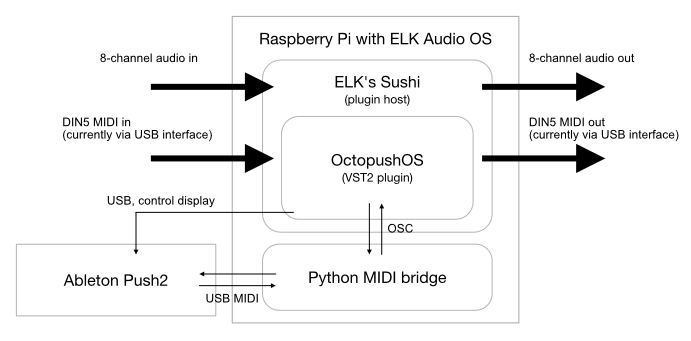 Raspberry Pi with ELK Audio OS
8-channel audio in
8-channel audio out
ELK's Sushi
(plugin host)
DIN5 MIDI in
(currently via USB interface)
DIN5 MIDI out
(currently via USB interface)
OctopushOS
(VST2 plugin)
USB, control display
OSC
Ableton Push2
Python MIDI bridge
USB MIDI